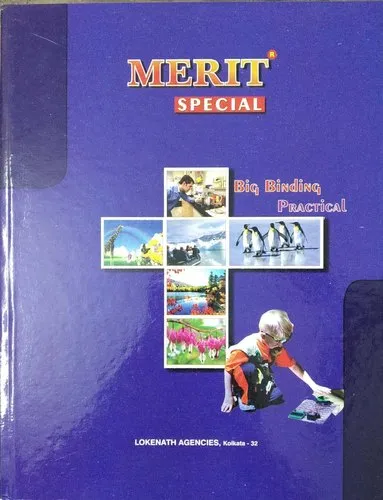 MERIT ®
SPECIAL
Big Binding
Practical
LOKENATH AGENCIES, Kolkata - 32